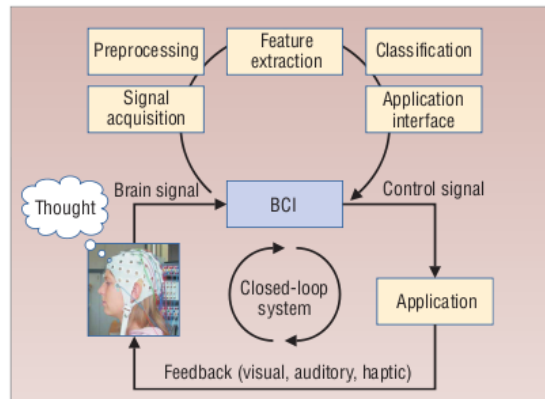 Preprocessing
Feature
extraction
Classification
Signal
acquisition
Application
interface
Thought
Brain signal
BCI
Control signal
Closed-loop
system
Application
Feedback (visual, auditory, haptic)